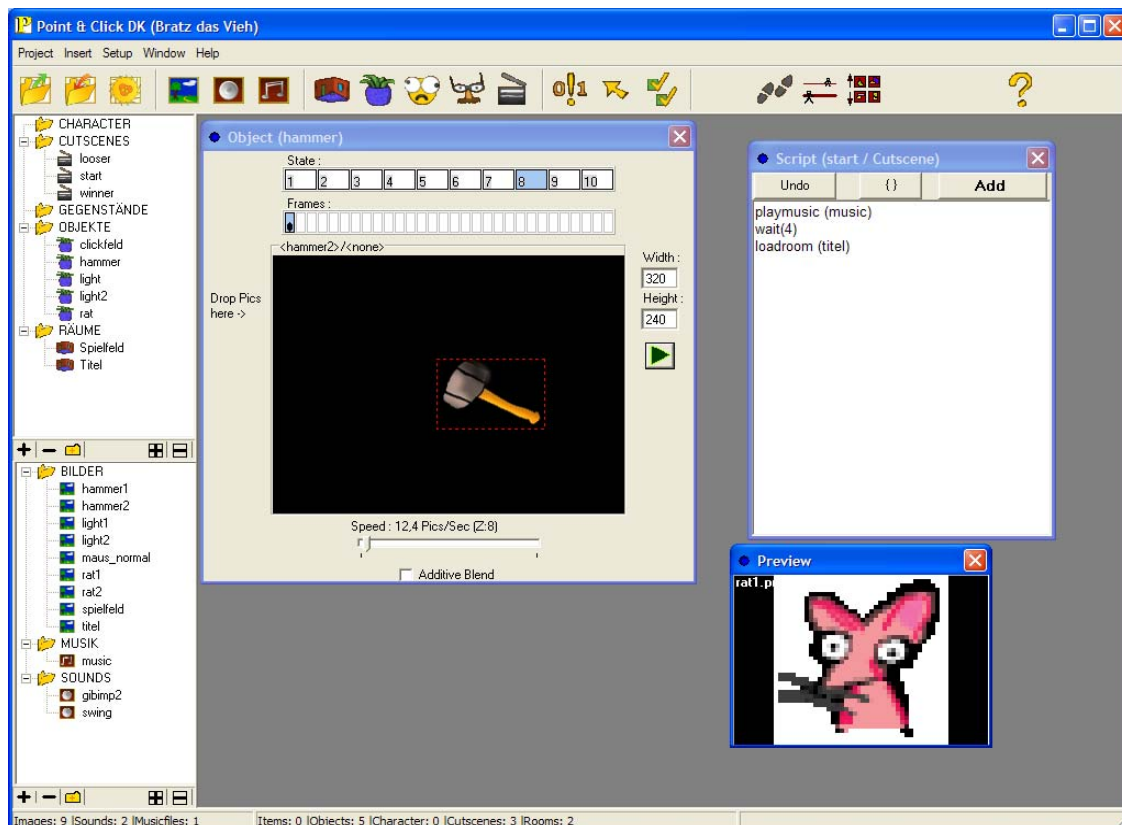 Point & Click DK (Bratz das Vieh)
Project Insert Setup Window Help
CHARACTER
CUTSCENES
looser
start
winner
GEGENSTÄNDE
OBJEKTE
clickfeld
hammer
light
light2
rat
RÄUME
Spielfeld
Titel
BILDER
hammer1
hammer2
light1
light2
maus_normal
rat1
rat2
spielfeld
titel
MUSIK
music
SOUNDS
gibimp2
swing
Object (hammer)
State :
1 2 3 4 5 6 7 8 9 10
Frames :
<hammer2>/<none>
Drop Pics
here ->
Width :
320
Height :
240
Speed : 12,4 Pics/Sec (Z:8)
Additive Blend
Script (start / Cutscene)
Undo { } Add
playmusic (music)
wait(4)
loadroom (titel)
Preview
Images: 9 |Sounds: 2 |Musicfiles: 1
Items: 0 |Objects: 5 |Character: 0 |Cutscenes: 3 |Rooms: 2